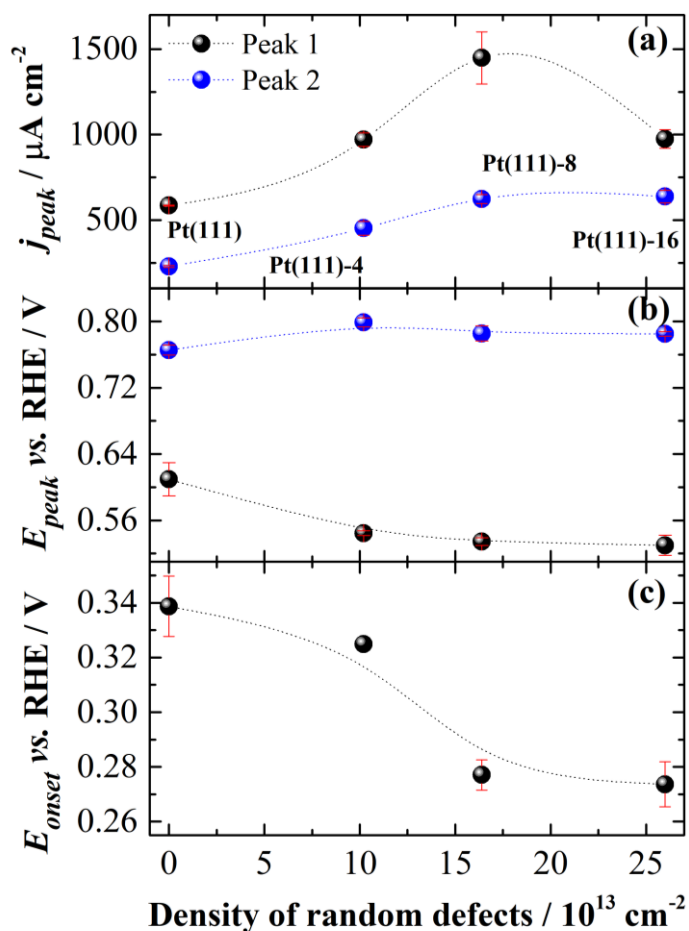 (a)
Peak 1
Peak 2
1500
1000
500
j_peak / μA cm⁻²
Pt(111)
Pt(111)-4
Pt(111)-8
Pt(111)-16
(b)
0.80
0.72
0.64
0.56
E_peak vs. RHE / V
(c)
0.34
0.32
0.30
0.28
0.26
E_onset vs. RHE / V
0 5 10 15 20 25
Density of random defects / 10¹³ cm⁻²